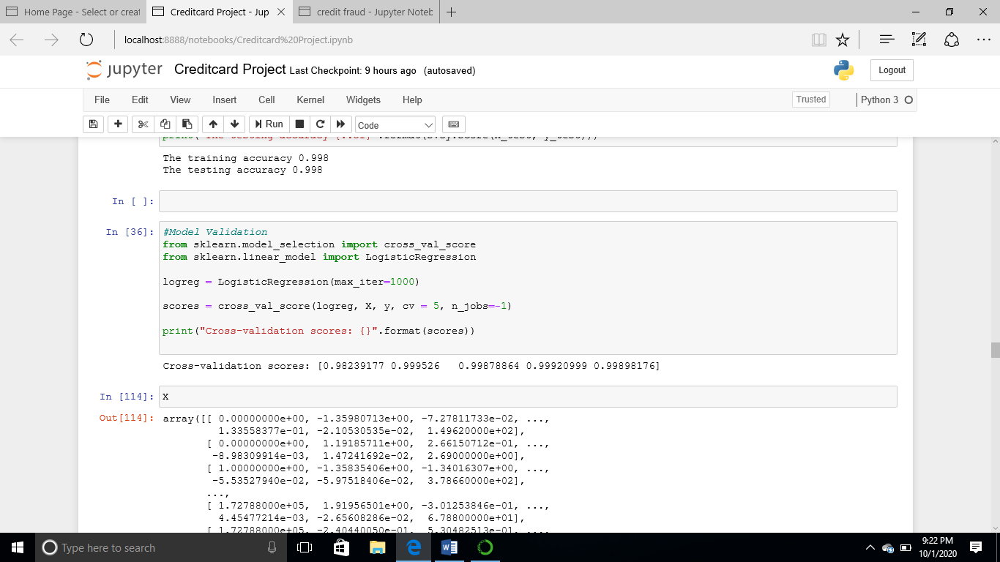 Home Page - Select or creat
Creditcard Project - Jup
credit fraud - Jupyter Noteb
localhost:8888/notebooks/Creditcard%20Project.ipynb
jupyter Creditcard Project Last Checkpoint: 9 hours ago (autosaved)
Logout
File Edit View Insert Cell Kernel Widgets Help
Trusted Python 3
Run Code
The training accuracy 0.998
The testing accuracy 0.998
In [ ]:
In [36]: #Model Validation
from sklearn.model_selection import cross_val_score
from sklearn.linear_model import LogisticRegression
logreg = LogisticRegression(max_iter=1000)
scores = cross_val_score(logreg, X, y, cv = 5, n_jobs=-1)
print("Cross-validation scores: {}".format(scores))
Cross-validation scores: [0.98239177 0.999526   0.99878864 0.99920999 0.99898176]
In [114]: X
Out[114]: array([[ 0.00000000e+00, -1.35980713e+00, -7.27811733e-02, ...,
1.33558377e-01, -2.10530535e-02, 1.49620000e+02],
[ 0.00000000e+00, 1.19185711e+00, 2.66150712e-01, ...,
-8.98309914e-03, 1.47241692e-02, 2.69000000e+00],
[ 1.00000000e+00, -1.35835406e+00, -1.34016307e+00, ...,
-5.53527940e-02, -5.97518406e-02, 3.78660000e+02],
...,
[ 1.72788000e+05, 1.91956501e+00, -3.01253846e-01, ...,
4.45477214e-03, -2.65608286e-02, 6.78800000e+01],
[ 1.72788000e+05, -2.40440050e-01, 5.30482513e-01, ...,
Type here to search
9:22 PM
10/1/2020